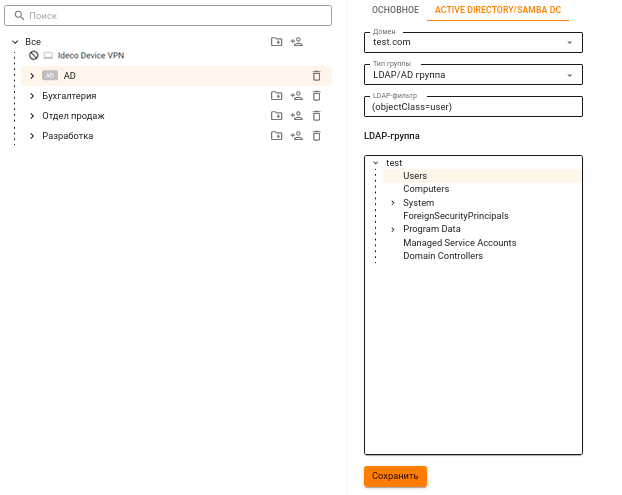 Поиск
Все
Ideco Device VPN
AD AD
Бухгалтерия
Отдел продаж
Разработка
ОСНОВНОЕ ACTIVE DIRECTORY/SAMBA DC
Домен
test.com
Тип группы
LDAP/AD группа
LDAP-фильтр
(objectClass=user)
LDAP-группа
test
Users
Computers
System
ForeignSecurityPrincipals
Program Data
Managed Service Accounts
Domain Controllers
Сохранить